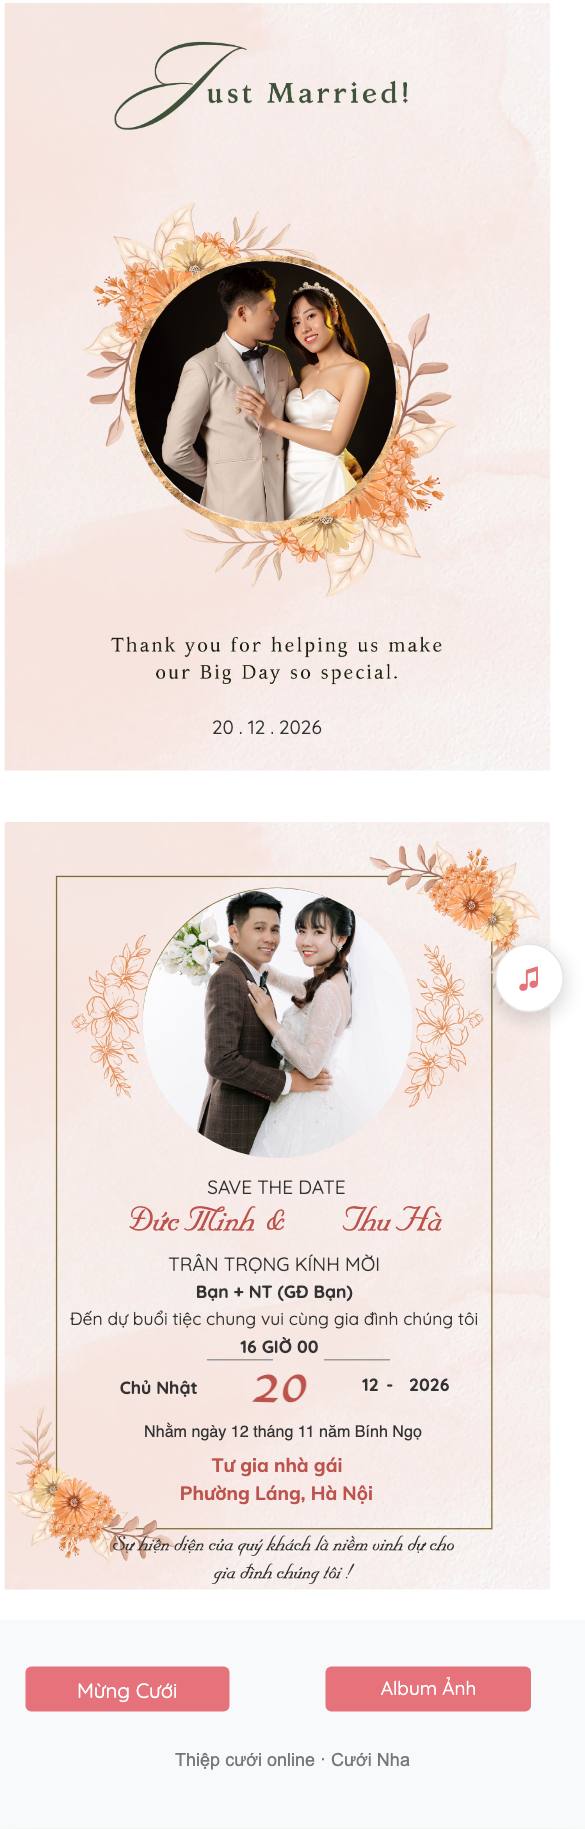 Just Married!
Thank you for helping us make
our Big Day so special.
20 . 12 . 2026
SAVE THE DATE
Đức Minh & Thu Hà
TRÂN TRỌNG KÍNH MỜI
Bạn + NT (GĐ Bạn)
Đến dự buổi tiệc chung vui cùng gia đình chúng tôi
16 GIỜ 00
Chủ Nhật 20 12 - 2026
Nhằm ngày 12 tháng 11 năm Bính Ngọ
Tư gia nhà gái
Phường Láng, Hà Nội
Sự hiện diện của quý khách là niềm vinh dự cho
gia đình chúng tôi !
Mừng Cưới Album Ảnh
Thiệp cưới online · Cưới Nha